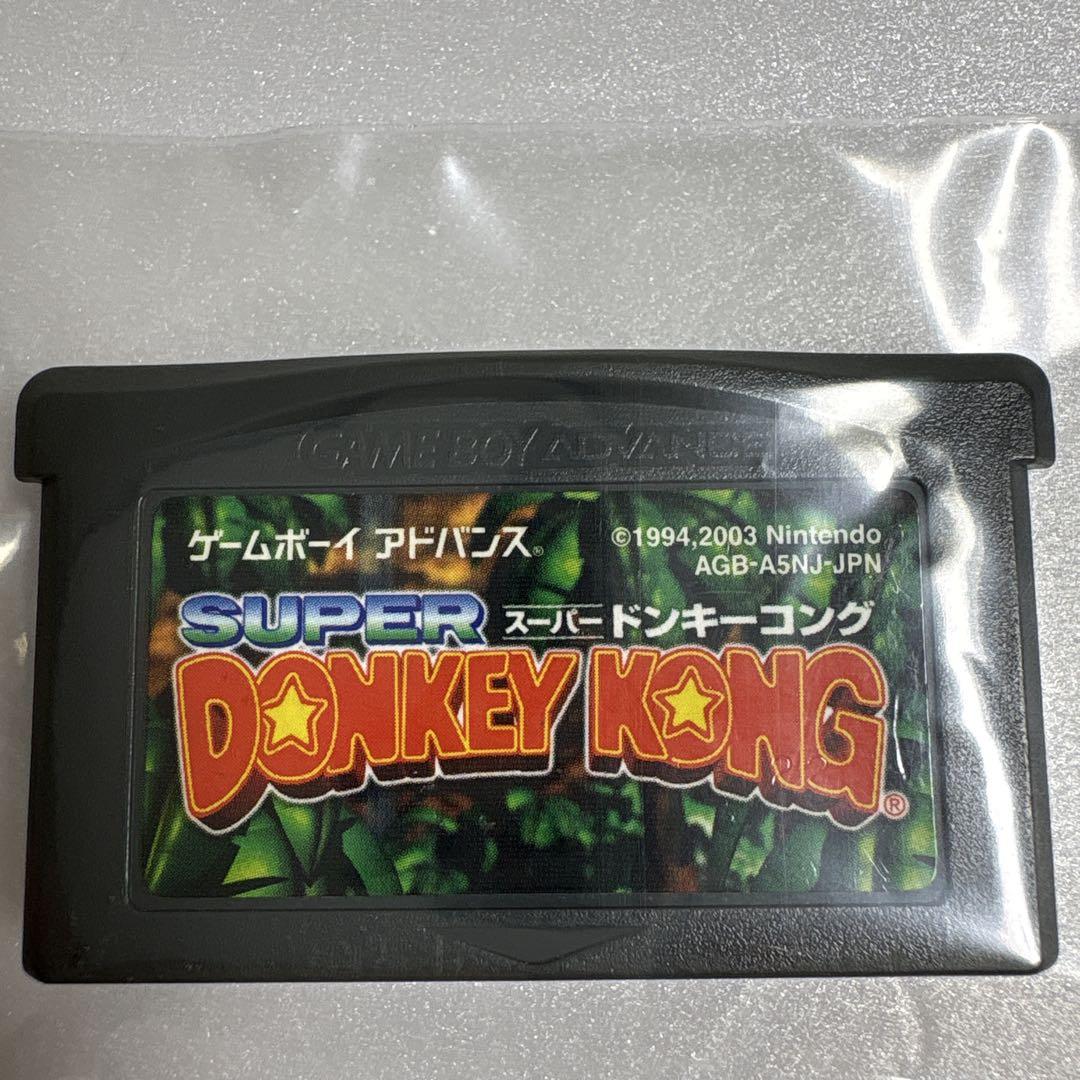 GAME BOY ADVANCE
ゲームボーイ アドバンス®
©1994,2003 Nintendo
AGB-A5NJ-JPN
SUPER スーパードンキーコング
DONKEY KONG®